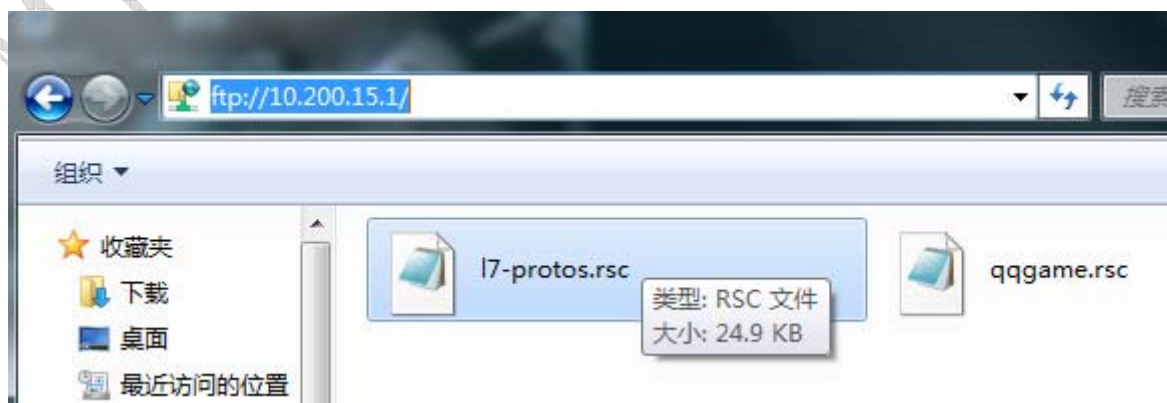 ftp://10.200.15.1/
搜索
组织
收藏夹
下载
桌面
最近访问的位置
l7-protos.rsc
类型: RSC 文件
大小: 24.9 KB
qqgame.rsc